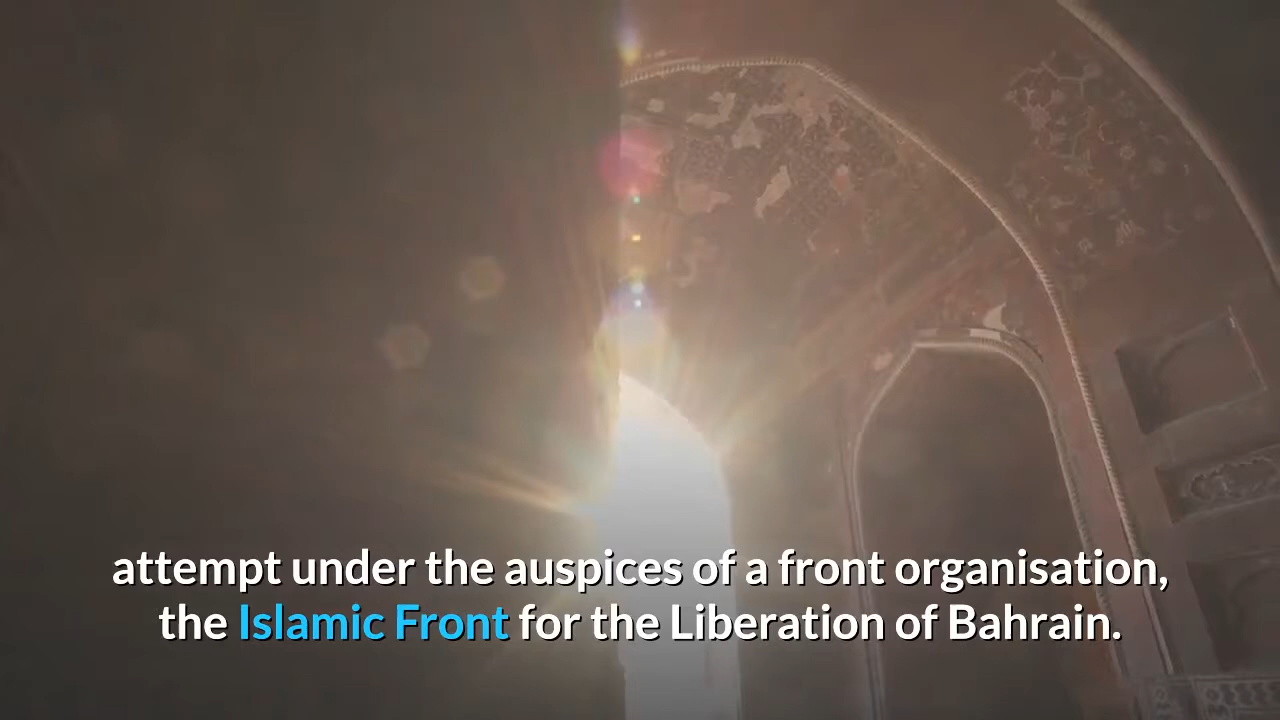 attempt under the auspices of a front organisation,
the Islamic Front for the Liberation of Bahrain.